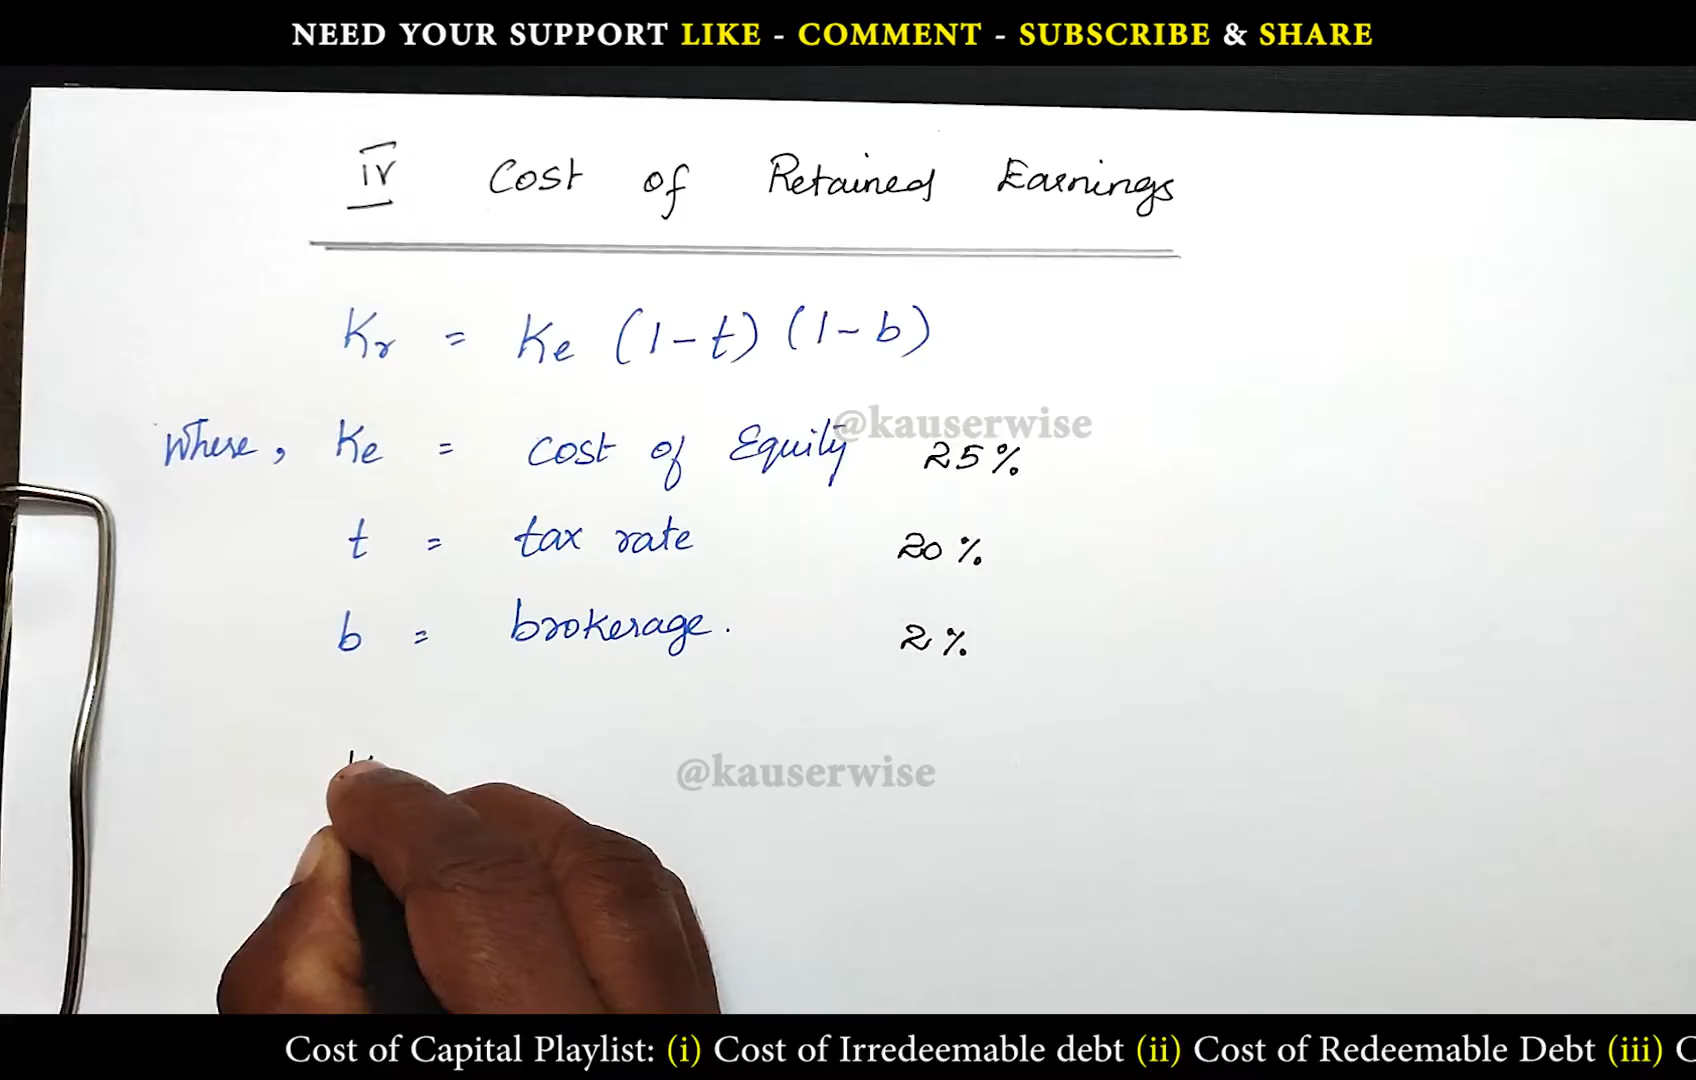 NEED YOUR SUPPORT LIKE - COMMENT - SUBSCRIBE & SHARE
iv Cost of Retained Earnings
Kr = Ke (1-t) (1-b)
@kauserwise
Where, Ke = Cost of Equity 25%
t = tax rate 20%
b = brokerage. 2%
@kauserwise
Cost of Capital Playlist: (i) Cost of Irredeemable debt (ii) Cost of Redeemable Debt (iii) C